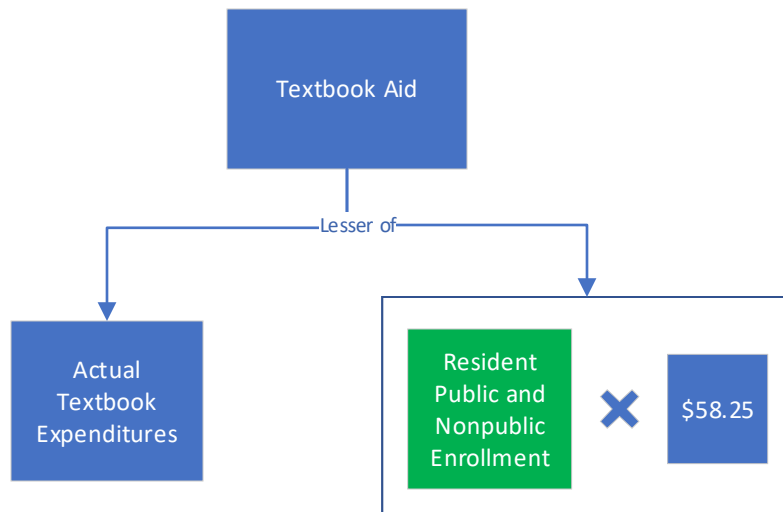 Textbook Aid
Lesser of
Actual
Textbook
Expenditures
Resident
Public and
Nonpublic
Enrollment
$58.25